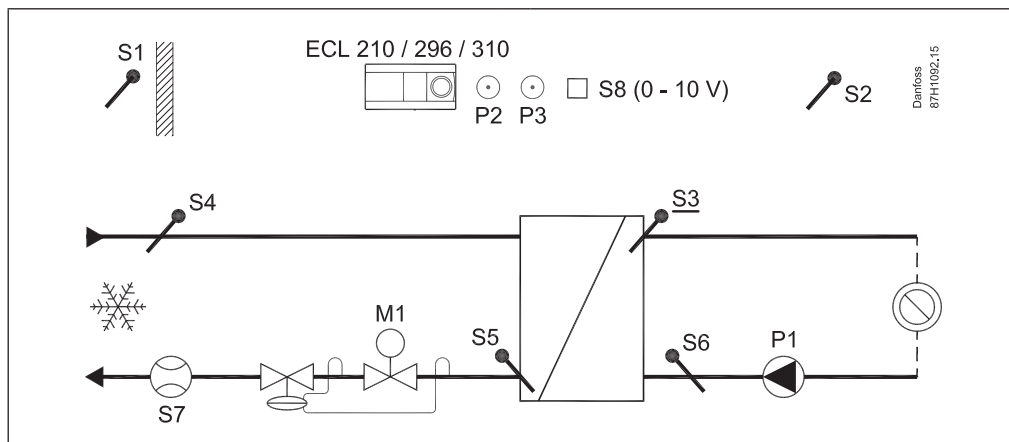 S1
ECL 210 / 296 / 310
P2
P3
S8 (0 - 10 V)
S2
Danfoss
87H1092.15
S4
S3
M1
S5
S6
P1
S7